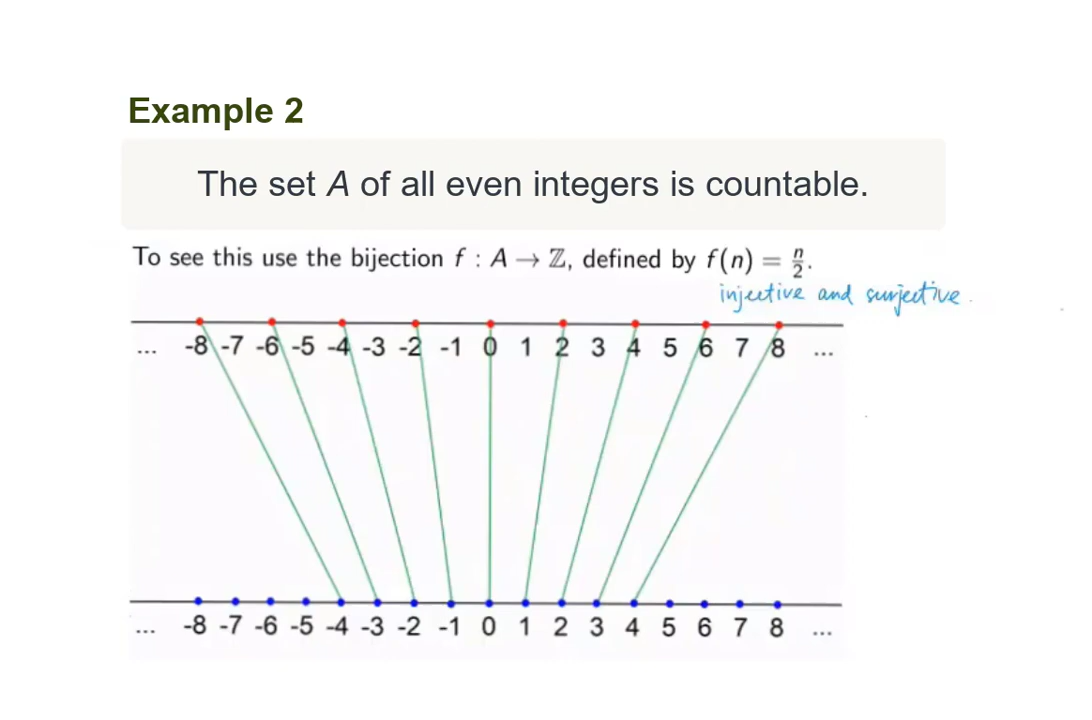 Example 2
The set A of all even integers is countable.
To see this use the bijection f : A → ℤ, defined by f(n) = n/2.
injective and surjective.
... -8 -7 -6 -5 -4 -3 -2 -1 0 1 2 3 4 5 6 7 8 ...
... -8 -7 -6 -5 -4 -3 -2 -1 0 1 2 3 4 5 6 7 8 ...